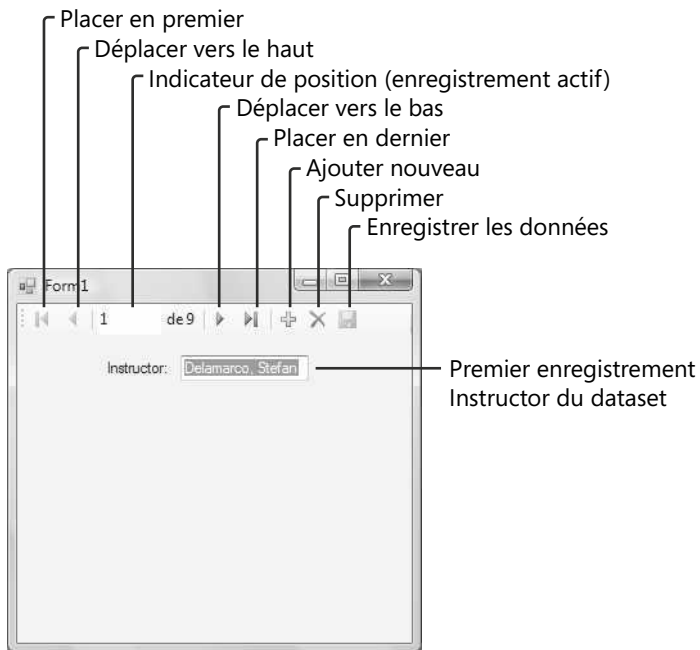 Placer en premier
Déplacer vers le haut
Indicateur de position (enregistrement actif)
Déplacer vers le bas
Placer en dernier
Ajouter nouveau
Supprimer
Enregistrer les données
Form1
1 de 9
Instructor: Delamarco, Stefan
Premier enregistrement
Instructor du dataset